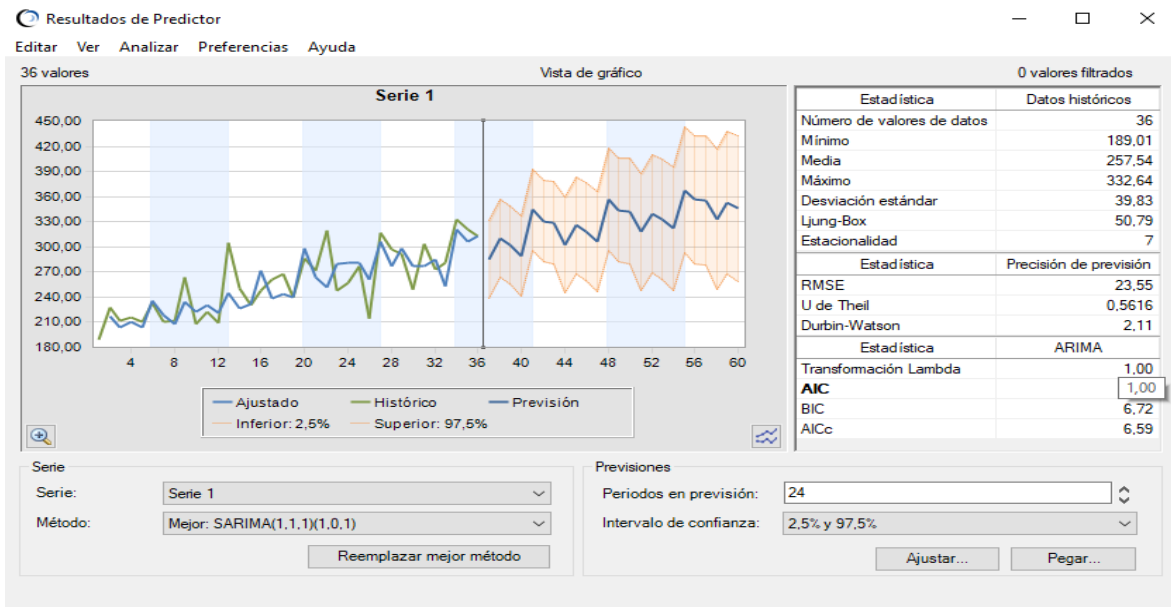 Resultados de Predictor
Editar Ver Analizar Preferencias Ayuda
36 valores Vista de gráfico 0 valores filtrados
Serie 1
450,00
420,00
390,00
360,00
330,00
300,00
270,00
240,00
210,00
180,00
4 8 12 16 20 24 28 32 36 40 44 48 52 56 60
Ajustado Histórico Previsión
Inferior: 2,5% Superior: 97,5%
Estadística Datos históricos
Número de valores de datos 36
Mínimo 189,01
Media 257,54
Máximo 332,64
Desviación estándar 39,83
Ljung-Box 50,79
Estacionalidad 7
Estadística Precisión de previsión
RMSE 23,55
U de Theil 0,5616
Durbin-Watson 2,11
Estadística ARIMA
Transformación Lambda 1,00
AIC 1,00
BIC 6,72
AICc 6,59
Serie
Serie: Serie 1
Método: Mejor: SARIMA(1,1,1)(1,0,1)
Reemplazar mejor método
Previsiones
Periodos en previsión: 24
Intervalo de confianza: 2,5% y 97,5%
Ajustar... Pegar...